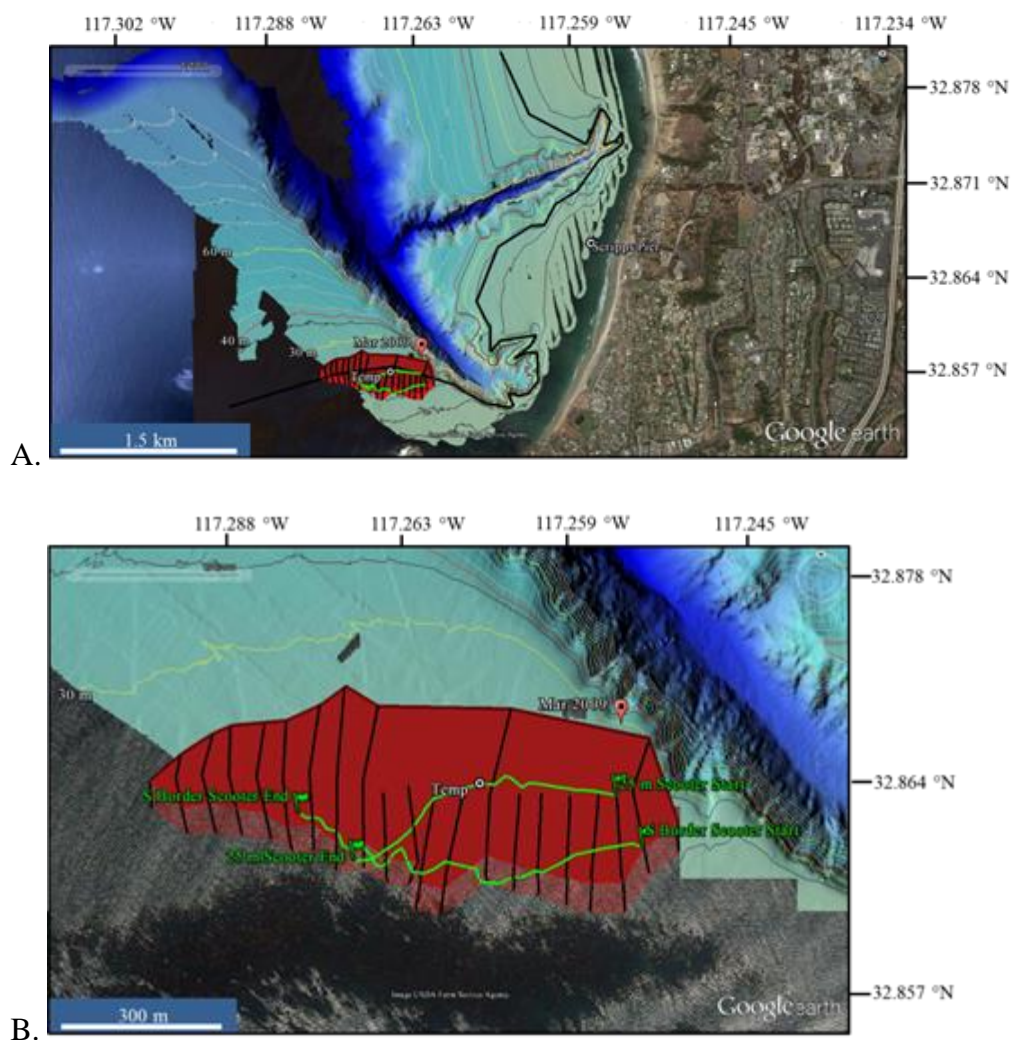 117.302 °W 117.288 °W 117.263 °W 117.259 °W 117.245 °W 117.234 °W
32.878 °N
32.871 °N
Scripps Pier
60 m
32.864 °N
40 m
Mar 2009
30 m
32.857 °N
Temp
Google earth
1.5 km
A.
117.288 °W 117.263 °W 117.259 °W 117.245 °W
32.878 °N
30 m
Mar 2009
32.864 °N
Temp
25 m Scooter Start
S Border Scooter End
S Border Scooter Start
25 m Scooter End
Image USDA Farm Service Agency
32.857 °N
Google earth
300 m
B.